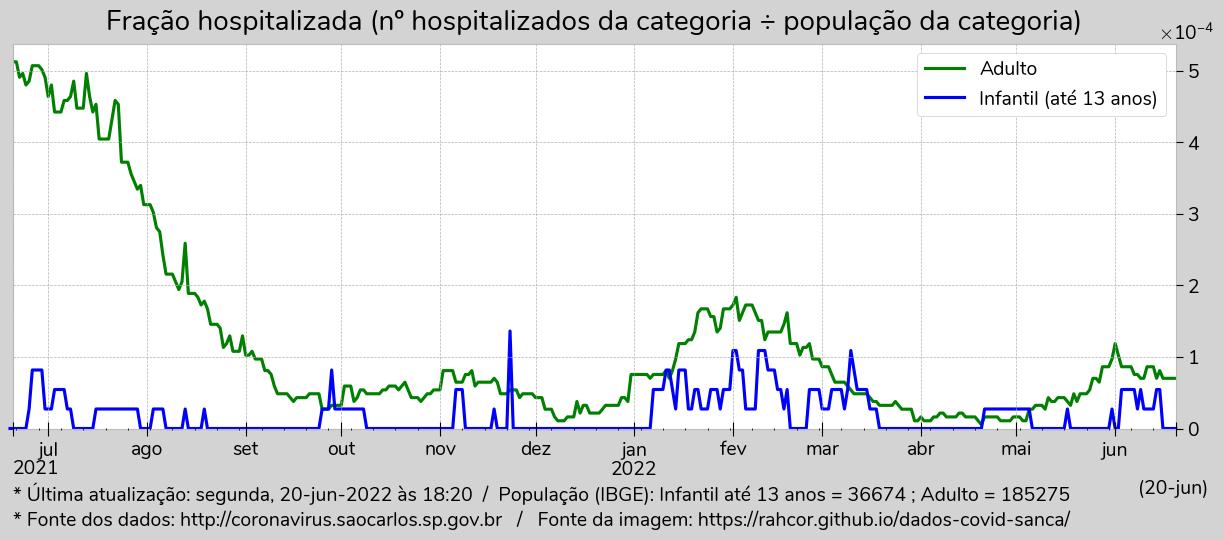 Fração hospitalizada (nº hospitalizados da categoria ÷ população da categoria)
×10⁻⁴
Adulto
Infantil (até 13 anos)
5
4
3
2
1
0
jul ago set out nov dez jan fev mar abr mai jun
2021 2022
(20-jun)
* Última atualização: segunda, 20-jun-2022 às 18:20 / População (IBGE): Infantil até 13 anos = 36674 ; Adulto = 185275
* Fonte dos dados: http://coronavirus.saocarlos.sp.gov.br / Fonte da imagem: https://rahcor.github.io/dados-covid-sanca/